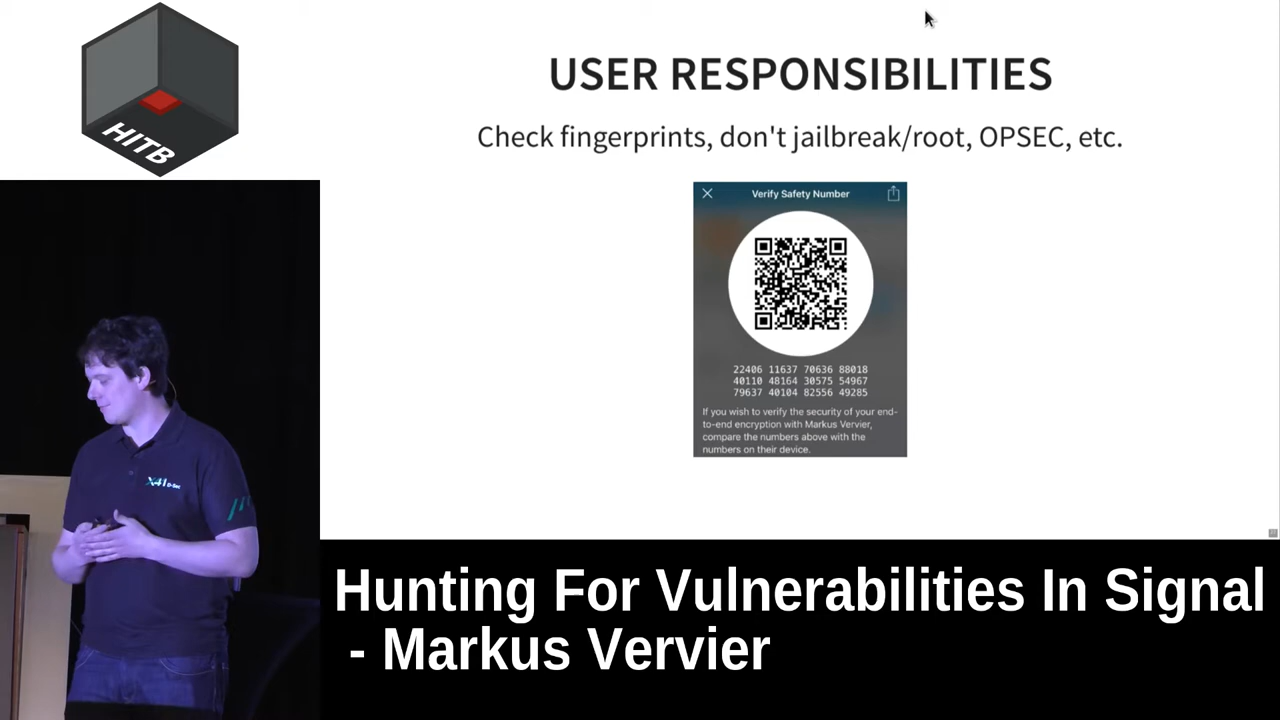 HITB
USER RESPONSIBILITIES
Check fingerprints, don't jailbreak/root, OPSEC, etc.
Verify Safety Number
22406 11637 70636 88018
40110 48164 30575 54967
79637 40104 82556 49285
If you wish to verify the security of your end-
to-end encryption with Markus Vervier,
compare the numbers above with the
numbers on their device.
X41 D-Sec
Hunting For Vulnerabilities In Signal
- Markus Vervier